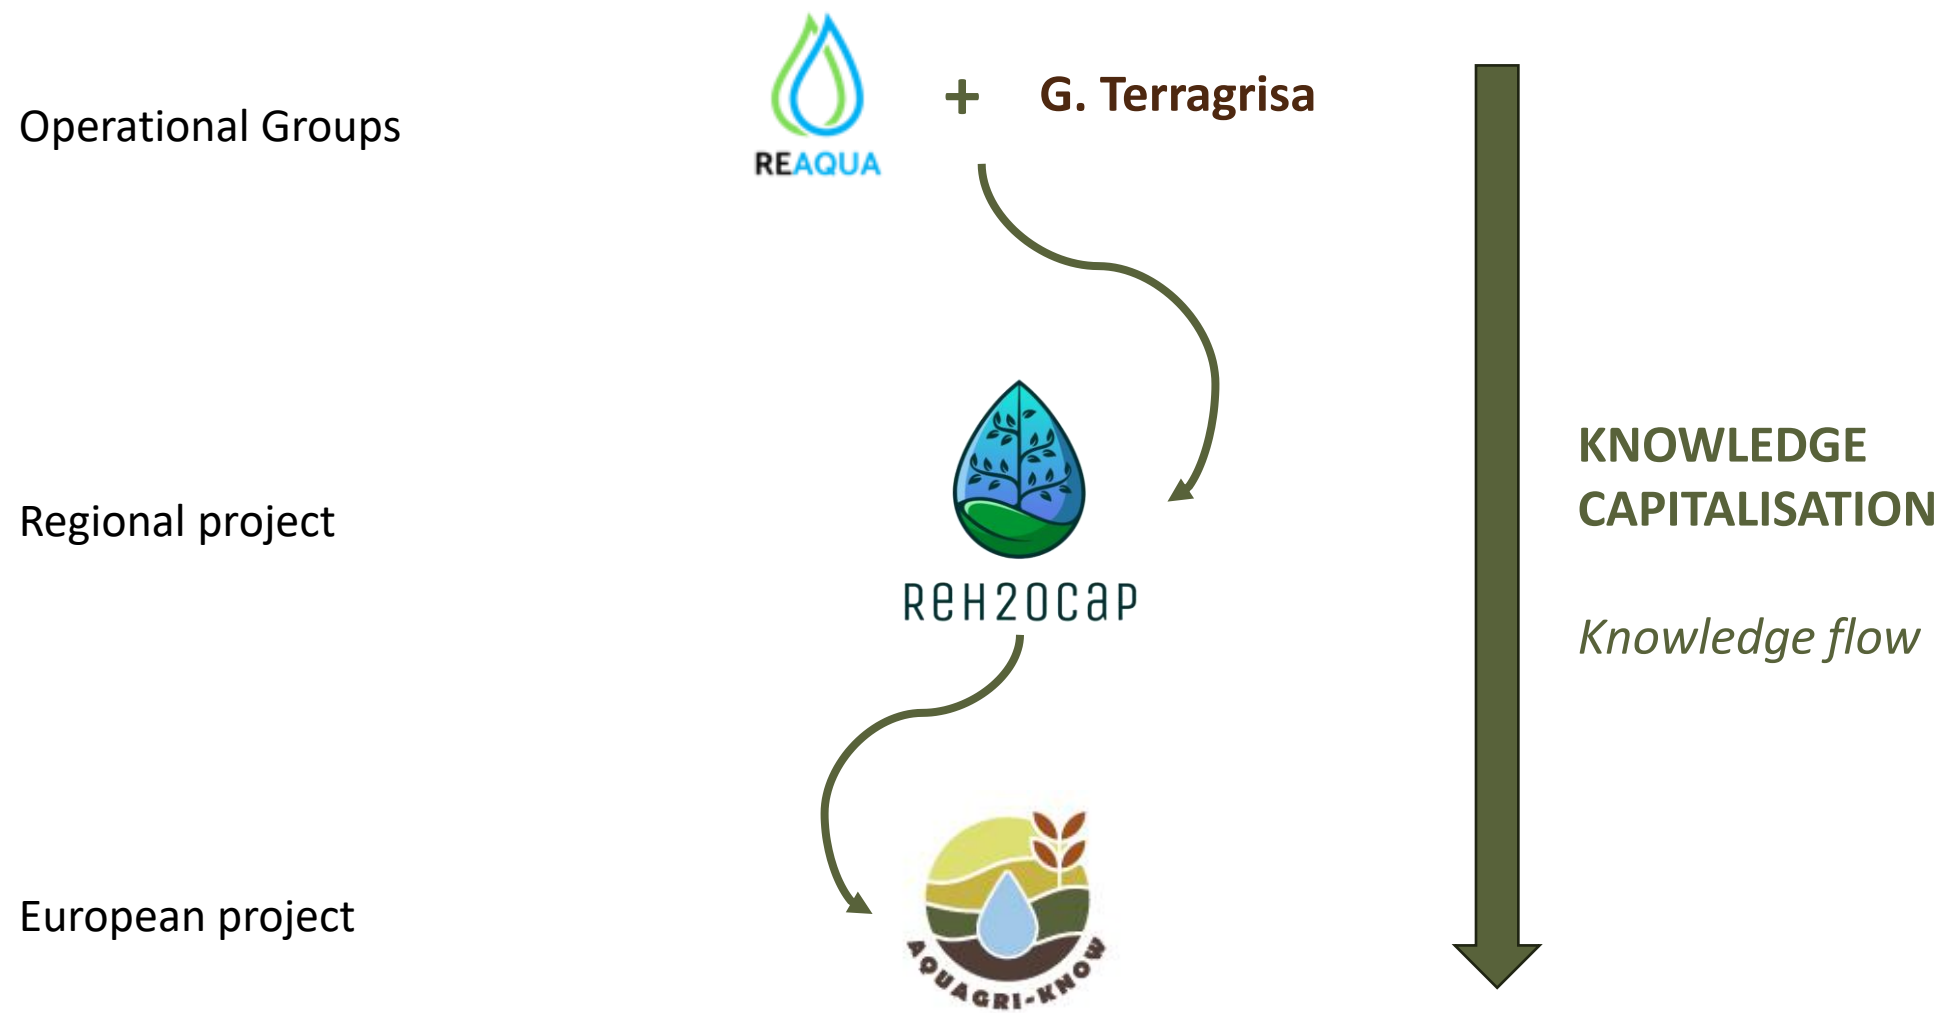 Operational Groups
REAQUA
+
G. Terragrisa
Regional project
ReH2OCaP
KNOWLEDGE
CAPITALISATION
Knowledge flow
European project
AQUAGRI-KNOW